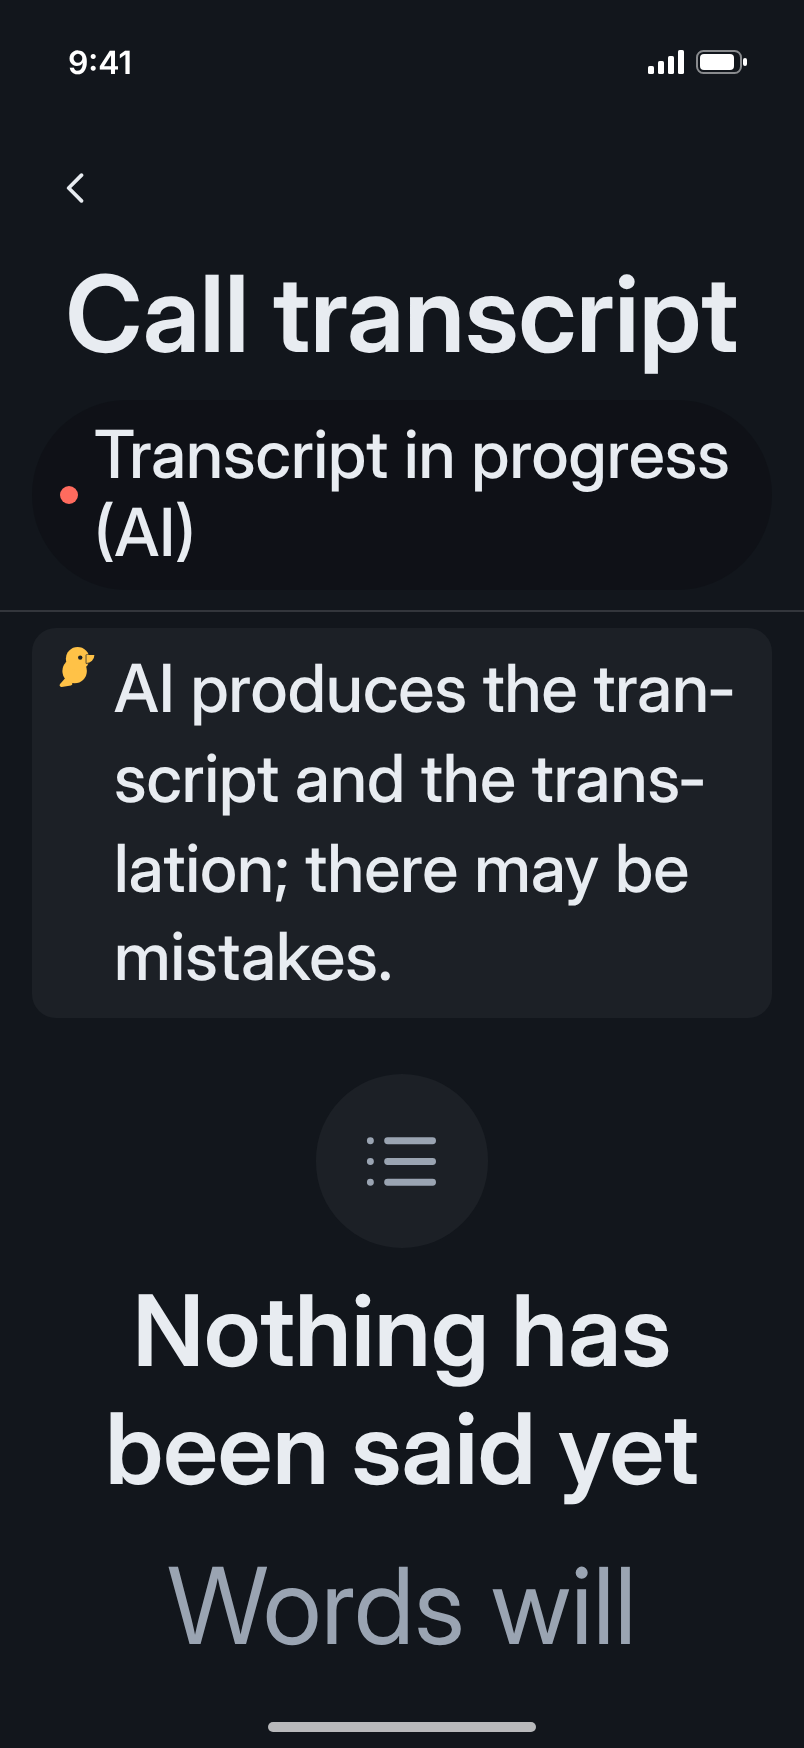 9:41
Call transcript
Transcript in progress
(AI)
AI produces the tran-
script and the trans-
lation; there may be
mistakes.
Nothing has
been said yet
Words will